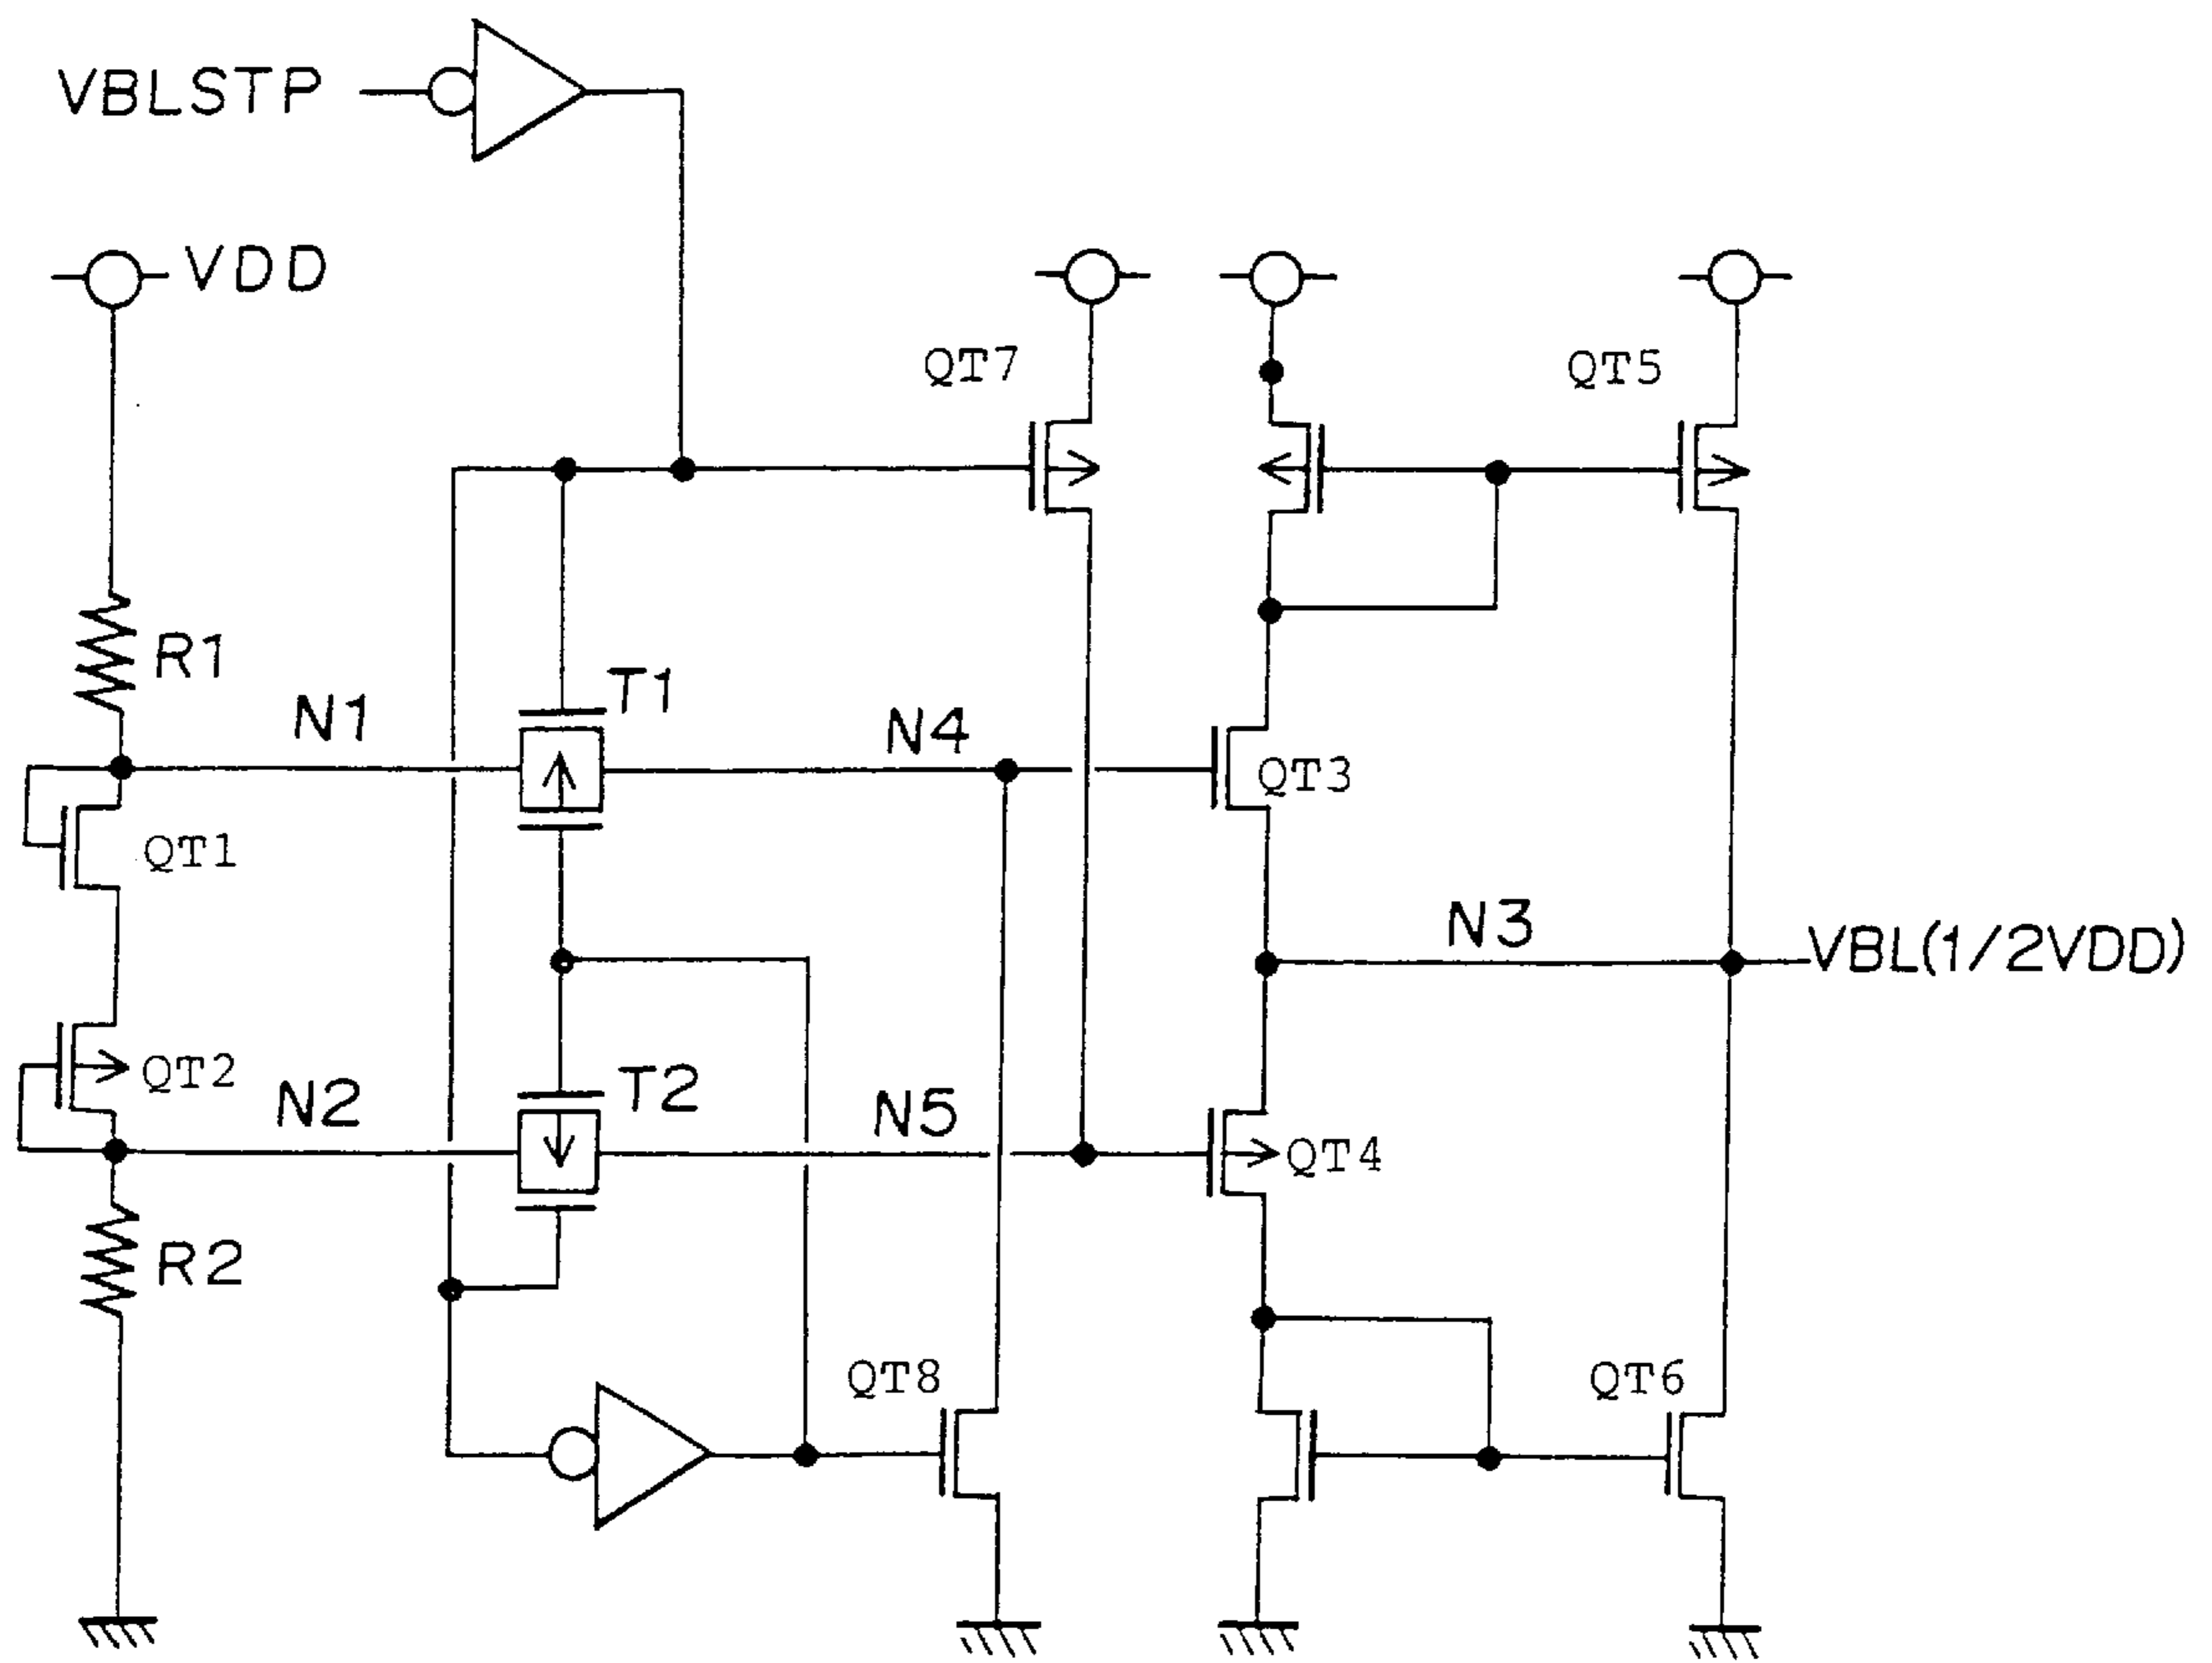 VBLSTP
VDD
QT7
QT5
R1
T1
N1
N4
QT3
QT1
N3
VBL(1/2VDD)
QT2
T2
N2
N5
QT4
R2
QT8
QT6